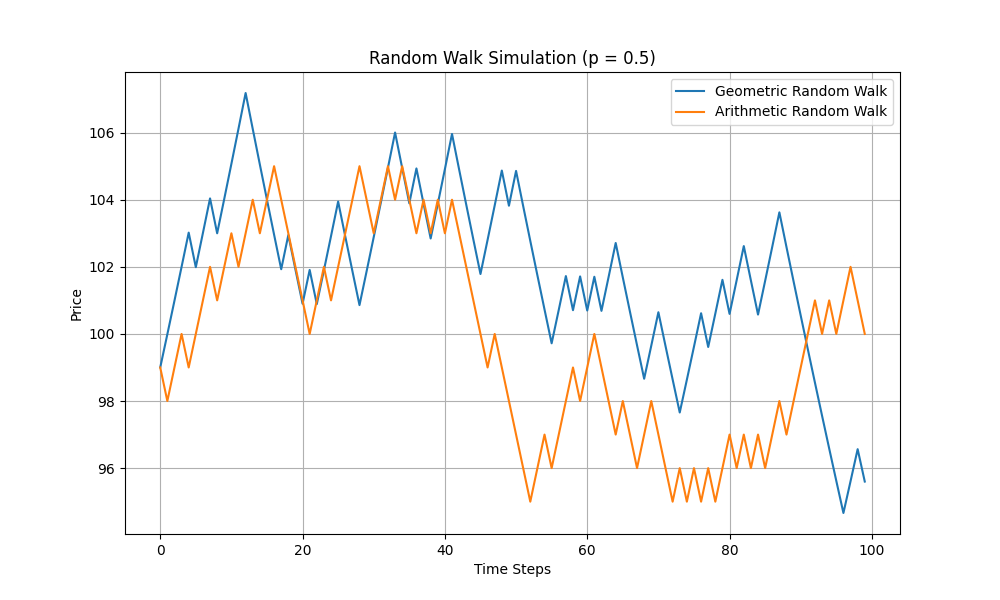 Random Walk Simulation (p = 0.5)
Geometric Random Walk
Arithmetic Random Walk
Price
106
104
102
100
98
96
0 20 40 60 80 100
Time Steps